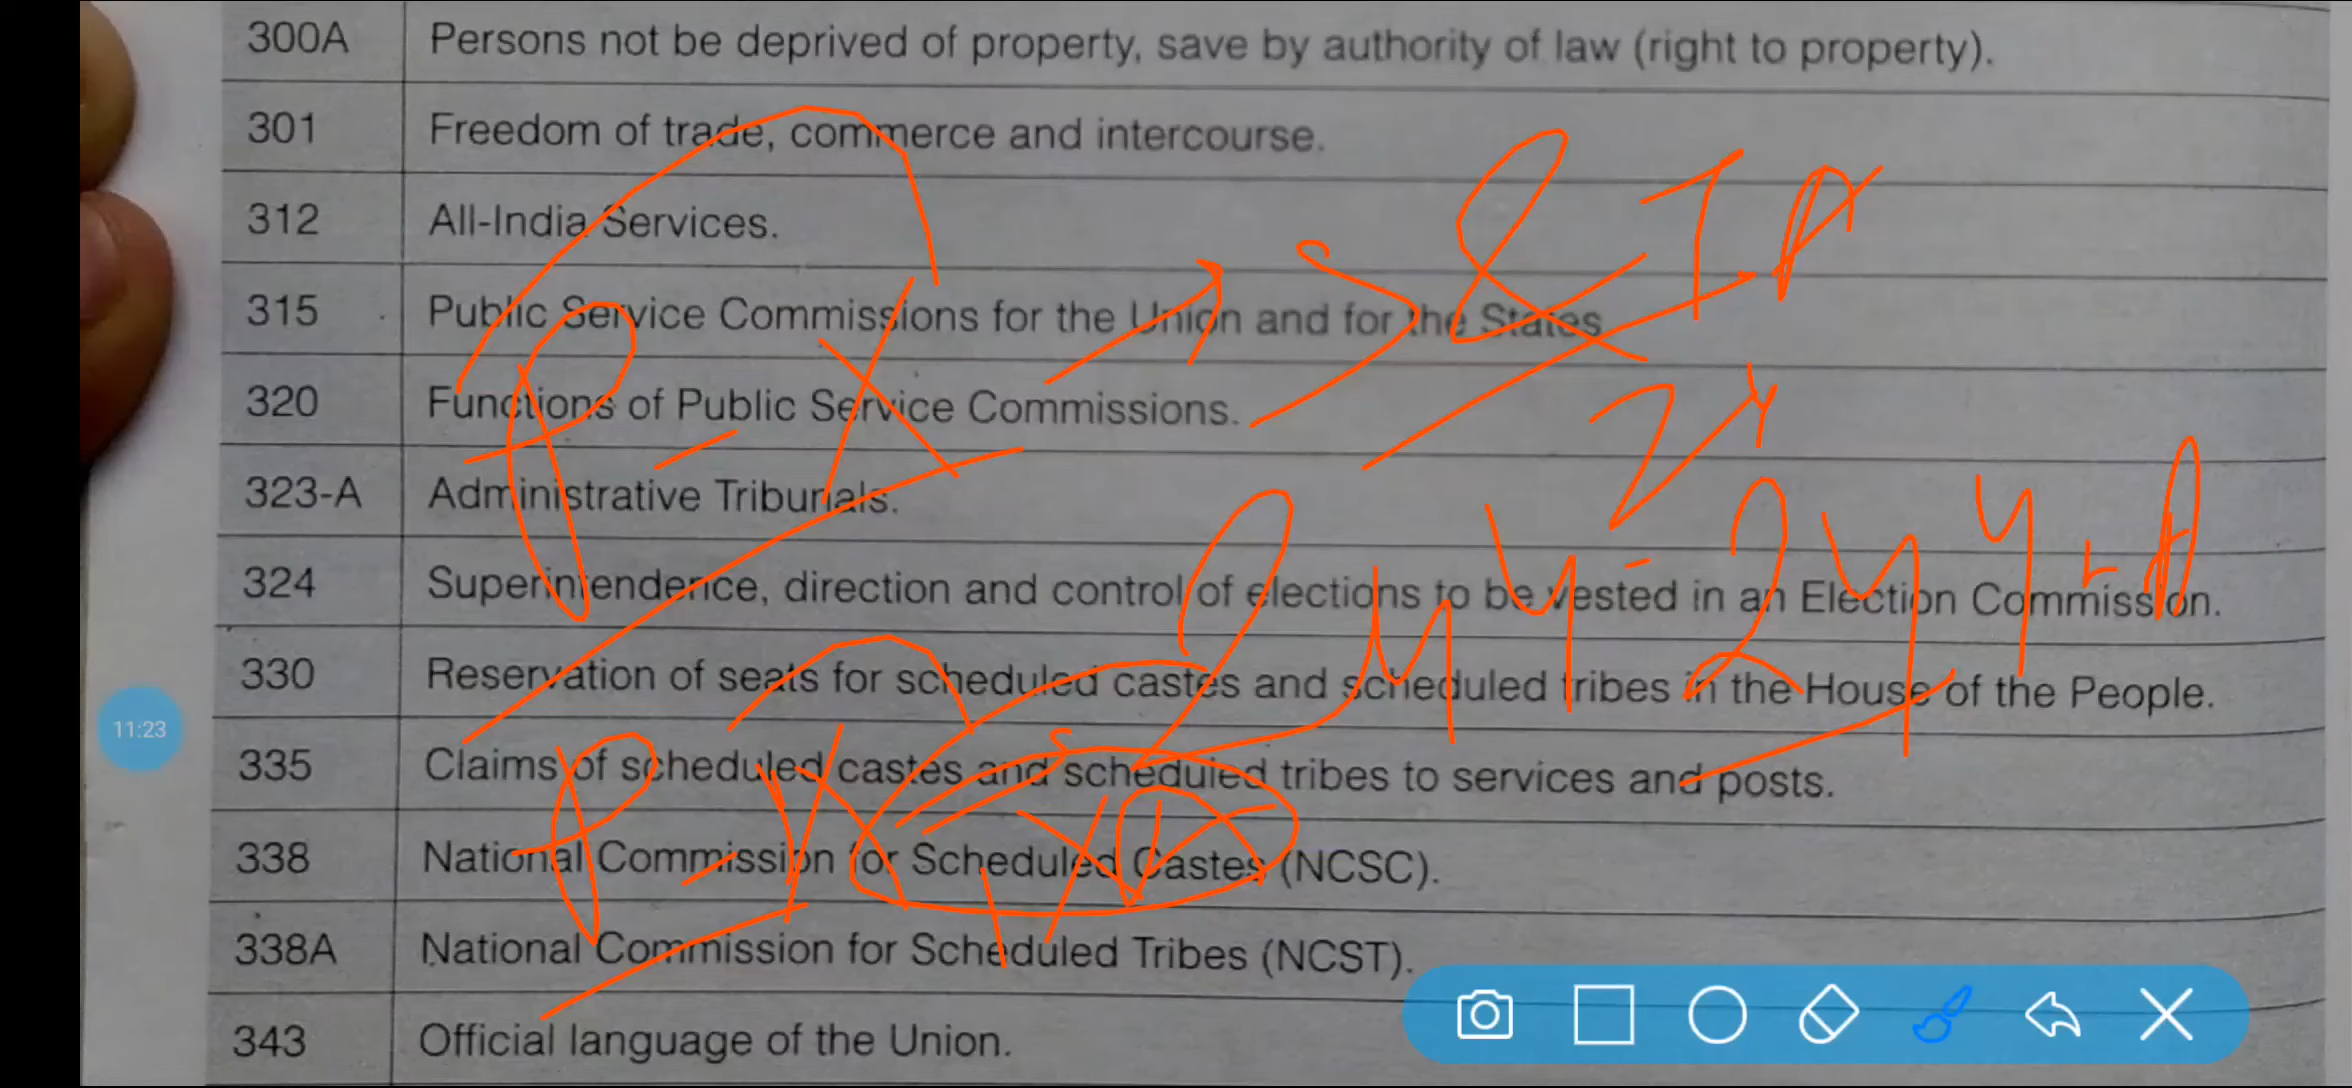 300A Persons not be deprived of property, save by authority of law (right to property).
301 Freedom of trade, commerce and intercourse.
312 All-India Services.
315 Public Service Commissions for the Union and for the States
320 Functions of Public Service Commissions.
323-A Administrative Tribunals.
324 Superintendence, direction and control of elections to be vested in an Election Commission.
330 Reservation of seats for scheduled castes and scheduled tribes in the House of the People.
335 Claims of scheduled castes and scheduled tribes to services and posts.
338 National Commission for Scheduled Castes (NCSC).
338A National Commission for Scheduled Tribes (NCST).
343 Official language of the Union.
11:23